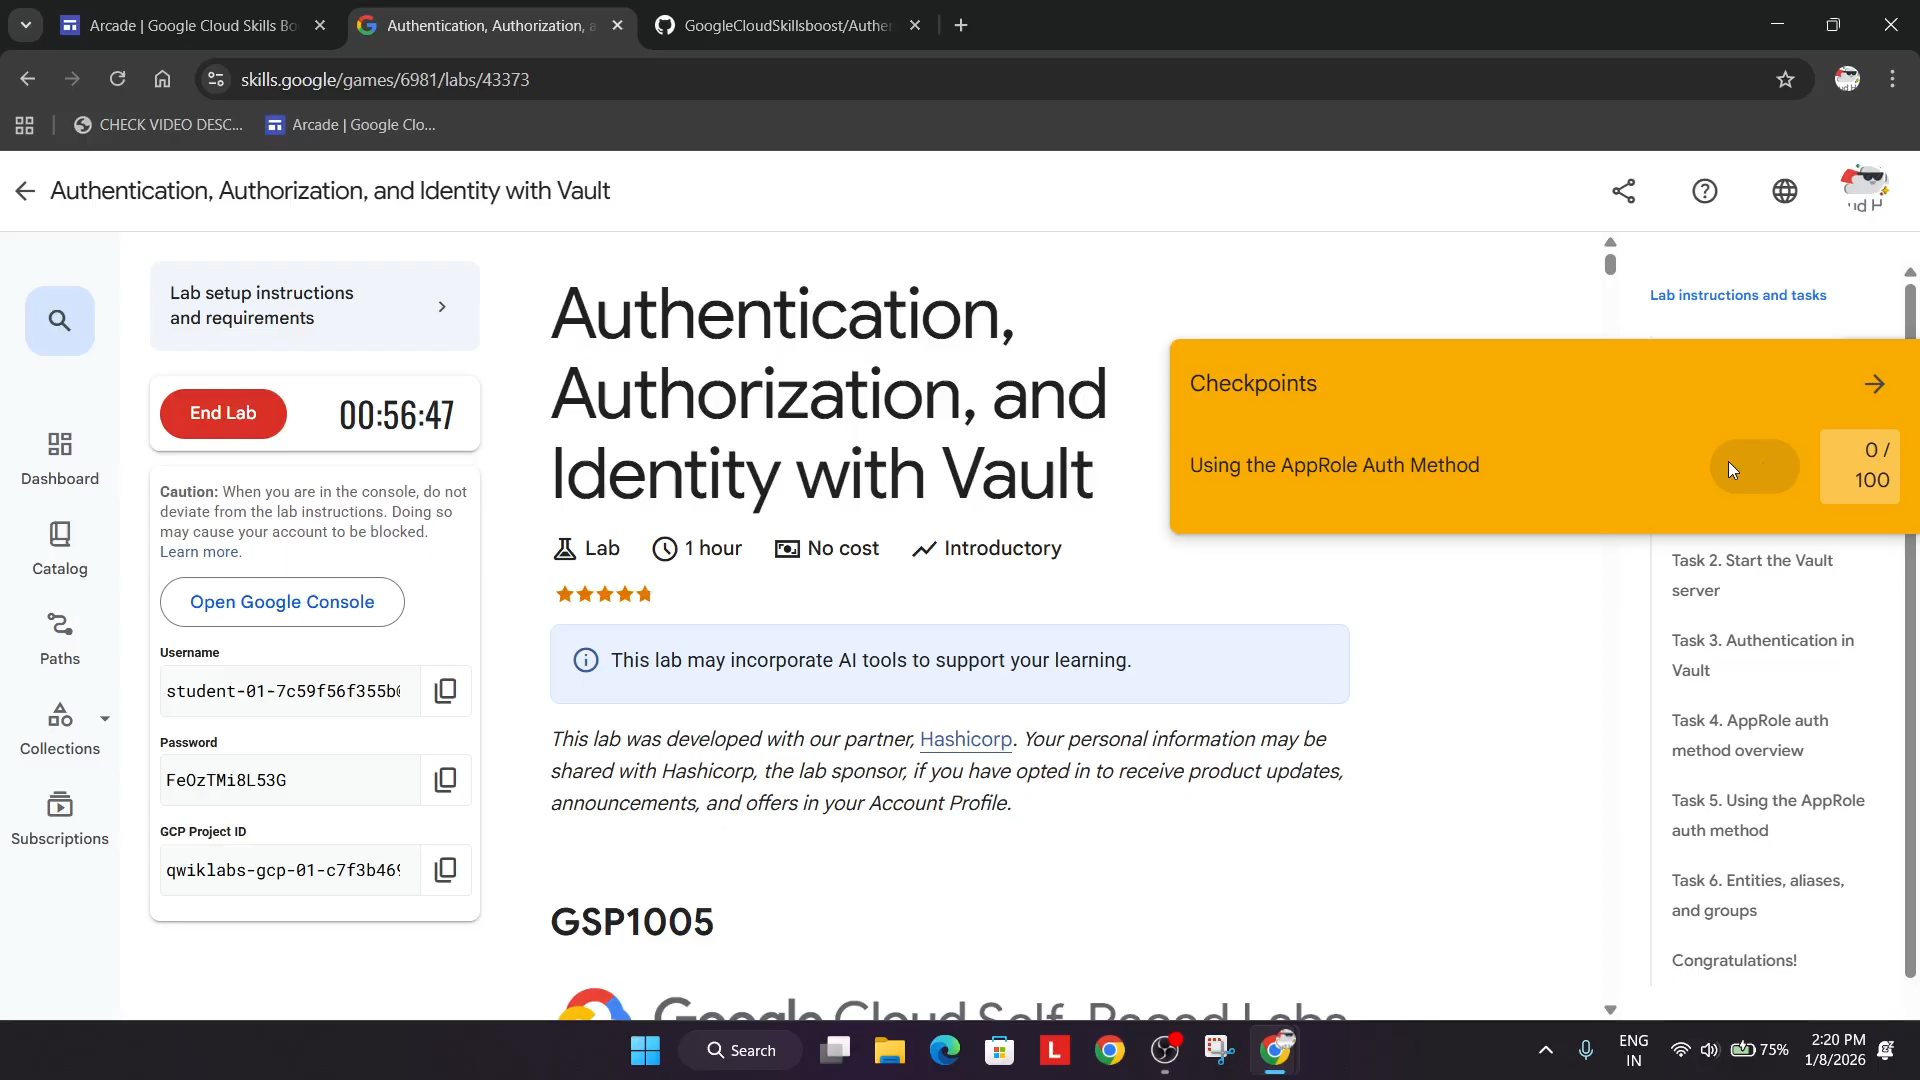 Arcade | Google Cloud Skills Bo
Authentication, Authorization, a
GoogleCloudSkillsboost/Auther
skills.google/games/6981/labs/43373
CHECK VIDEO DESC...
Arcade | Google Clo...
Authentication, Authorization, and Identity with Vault
Dashboard
Catalog
Paths
Collections
Subscriptions
Lab setup instructions
and requirements
End Lab
00:56:47
Caution: When you are in the console, do not
deviate from the lab instructions. Doing so
may cause your account to be blocked.
Learn more.
Open Google Console
Username
student-01-7c59f56f355b
Password
FeOzTMi8L53G
GCP Project ID
qwiklabs-gcp-01-c7f3b469
Authentication,
Authorization, and
Identity with Vault
Lab
1 hour
No cost
Introductory
This lab may incorporate AI tools to support your learning.
This lab was developed with our partner, Hashicorp. Your personal information may be
shared with Hashicorp, the lab sponsor, if you have opted in to receive product updates,
announcements, and offers in your Account Profile.
GSP1005
Google Cloud Self-Paced Labs
Lab instructions and tasks
Checkpoints
Using the AppRole Auth Method
0 /
100
Task 2. Start the Vault
server
Task 3. Authentication in
Vault
Task 4. AppRole auth
method overview
Task 5. Using the AppRole
auth method
Task 6. Entities, aliases,
and groups
Congratulations!
Search
L
ENG
IN
75%
2:20 PM
1/8/2026